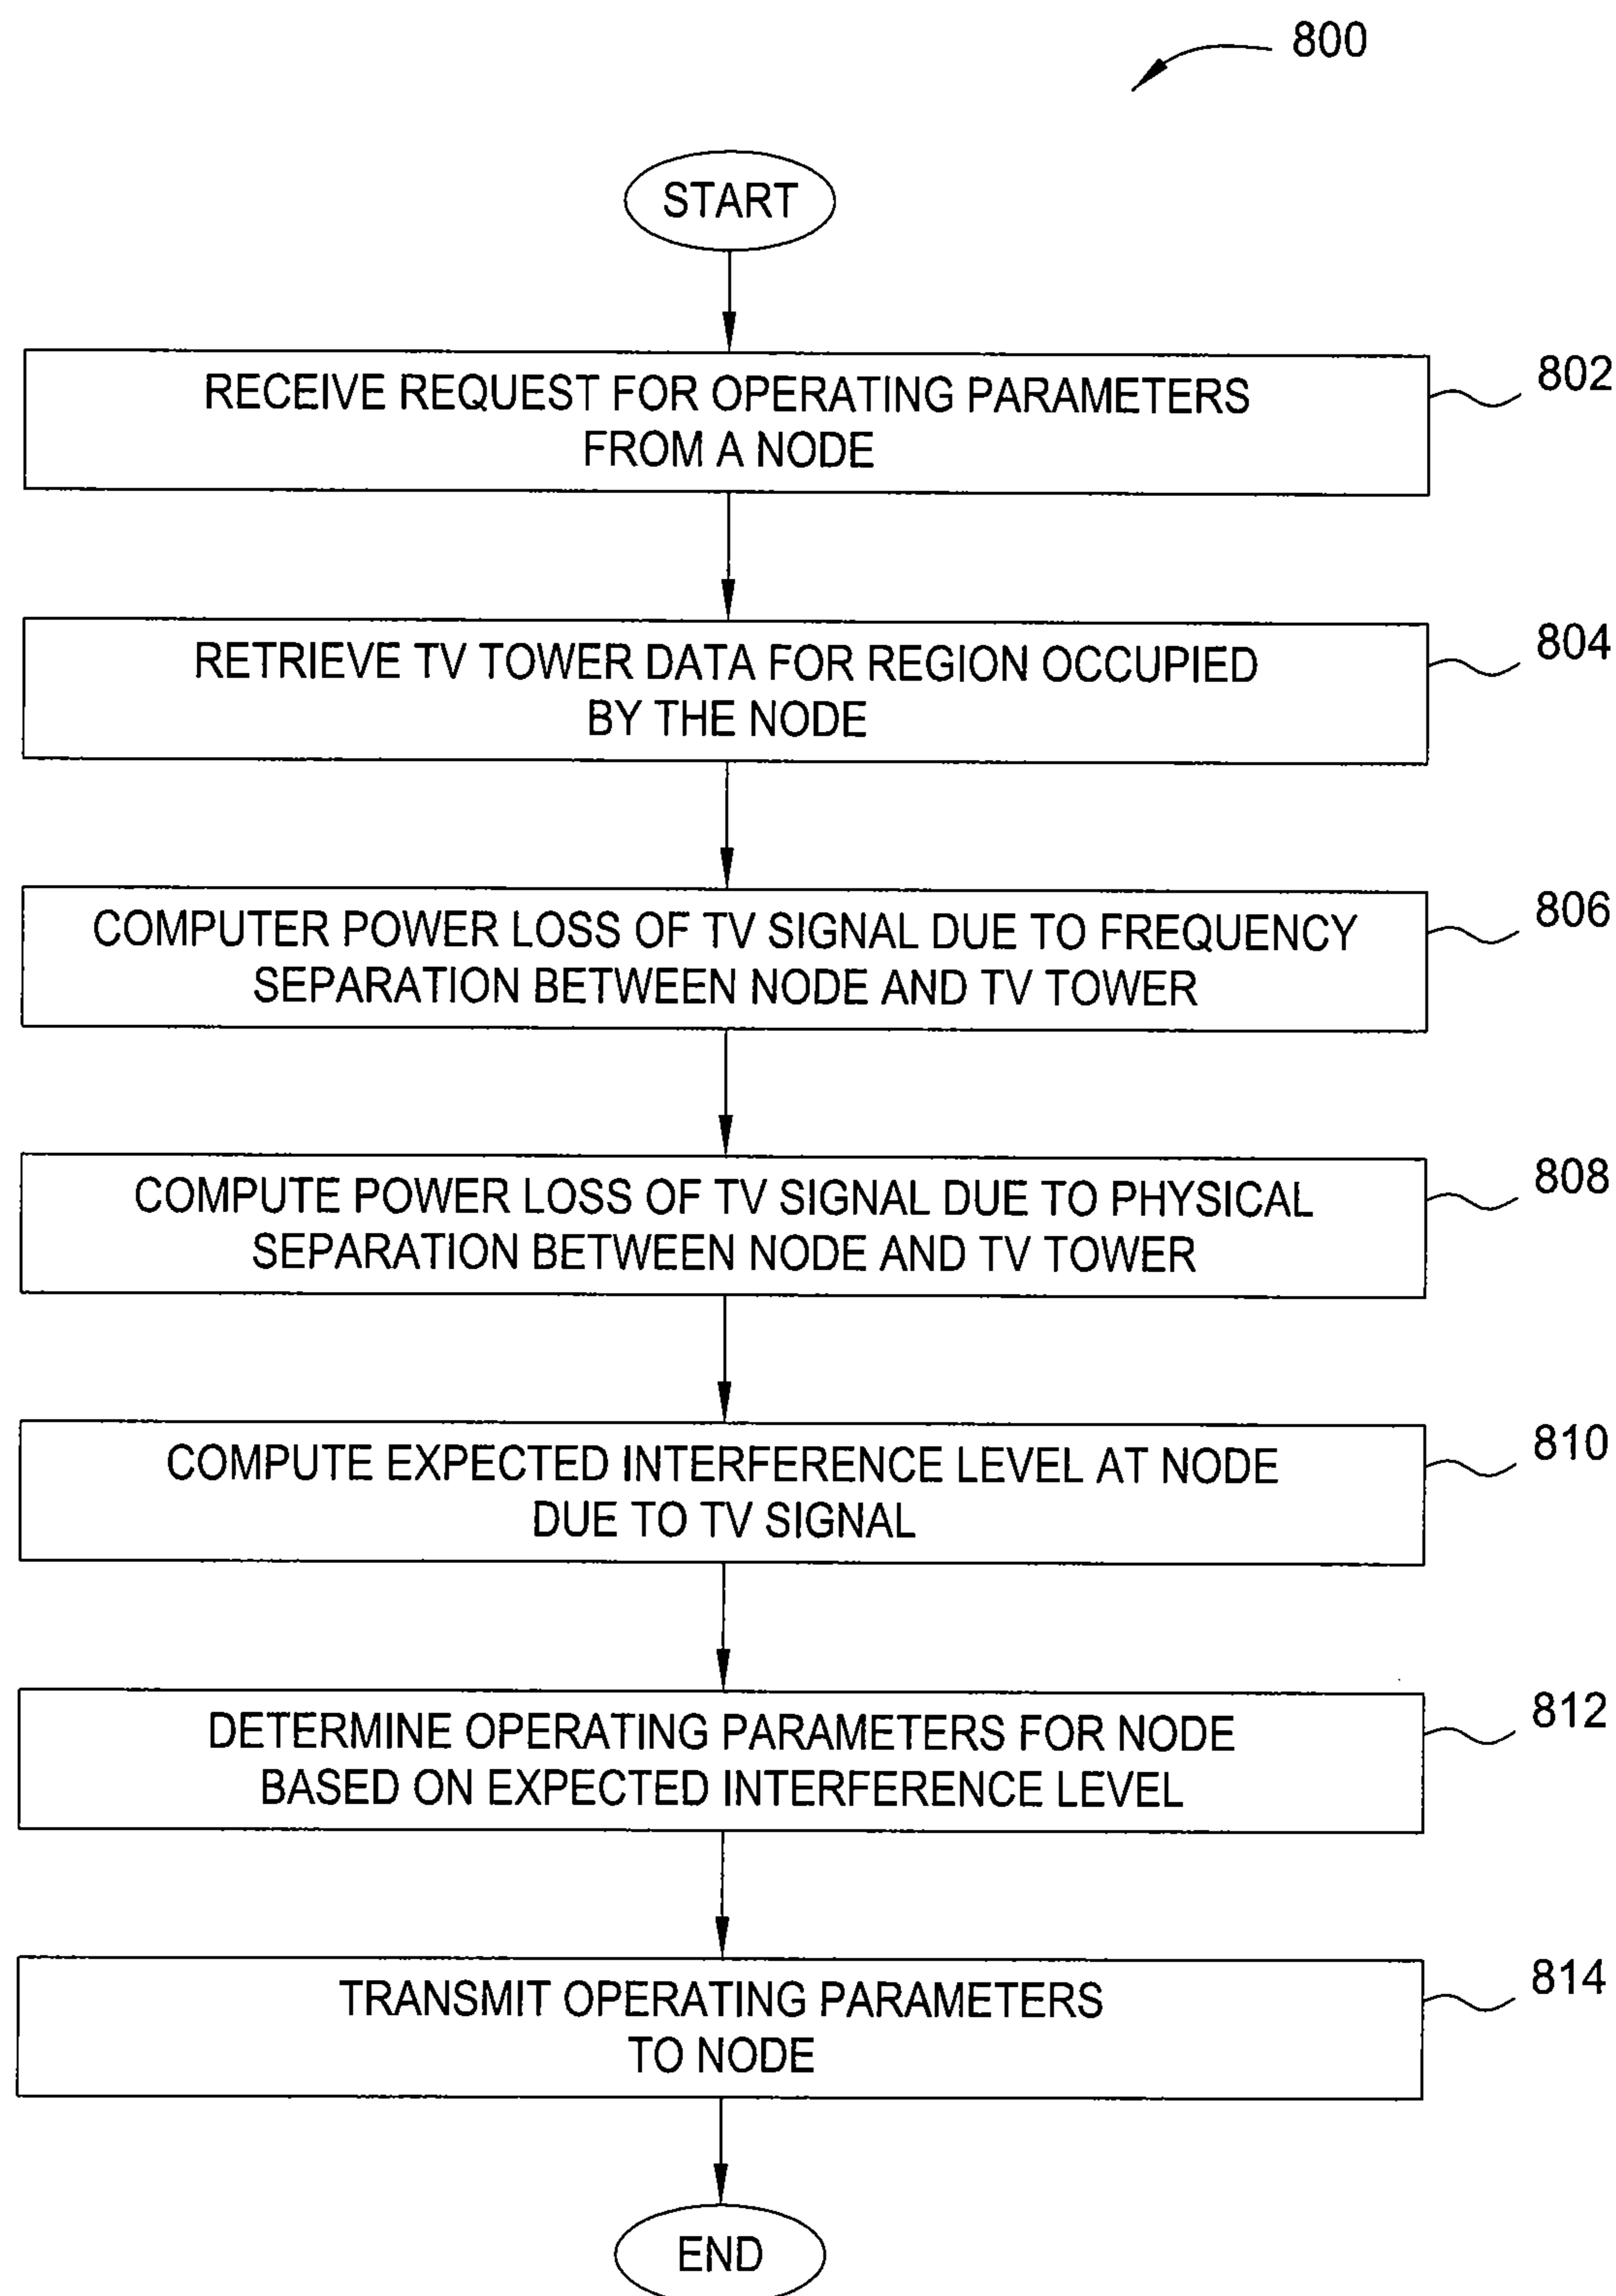 800
START
RECEIVE REQUEST FOR OPERATING PARAMETERS
FROM A NODE
802
RETRIEVE TV TOWER DATA FOR REGION OCCUPIED
BY THE NODE
804
COMPUTER POWER LOSS OF TV SIGNAL DUE TO FREQUENCY
SEPARATION BETWEEN NODE AND TV TOWER
806
COMPUTE POWER LOSS OF TV SIGNAL DUE TO PHYSICAL
SEPARATION BETWEEN NODE AND TV TOWER
808
COMPUTE EXPECTED INTERFERENCE LEVEL AT NODE
DUE TO TV SIGNAL
810
DETERMINE OPERATING PARAMETERS FOR NODE
BASED ON EXPECTED INTERFERENCE LEVEL
812
TRANSMIT OPERATING PARAMETERS
TO NODE
814
END